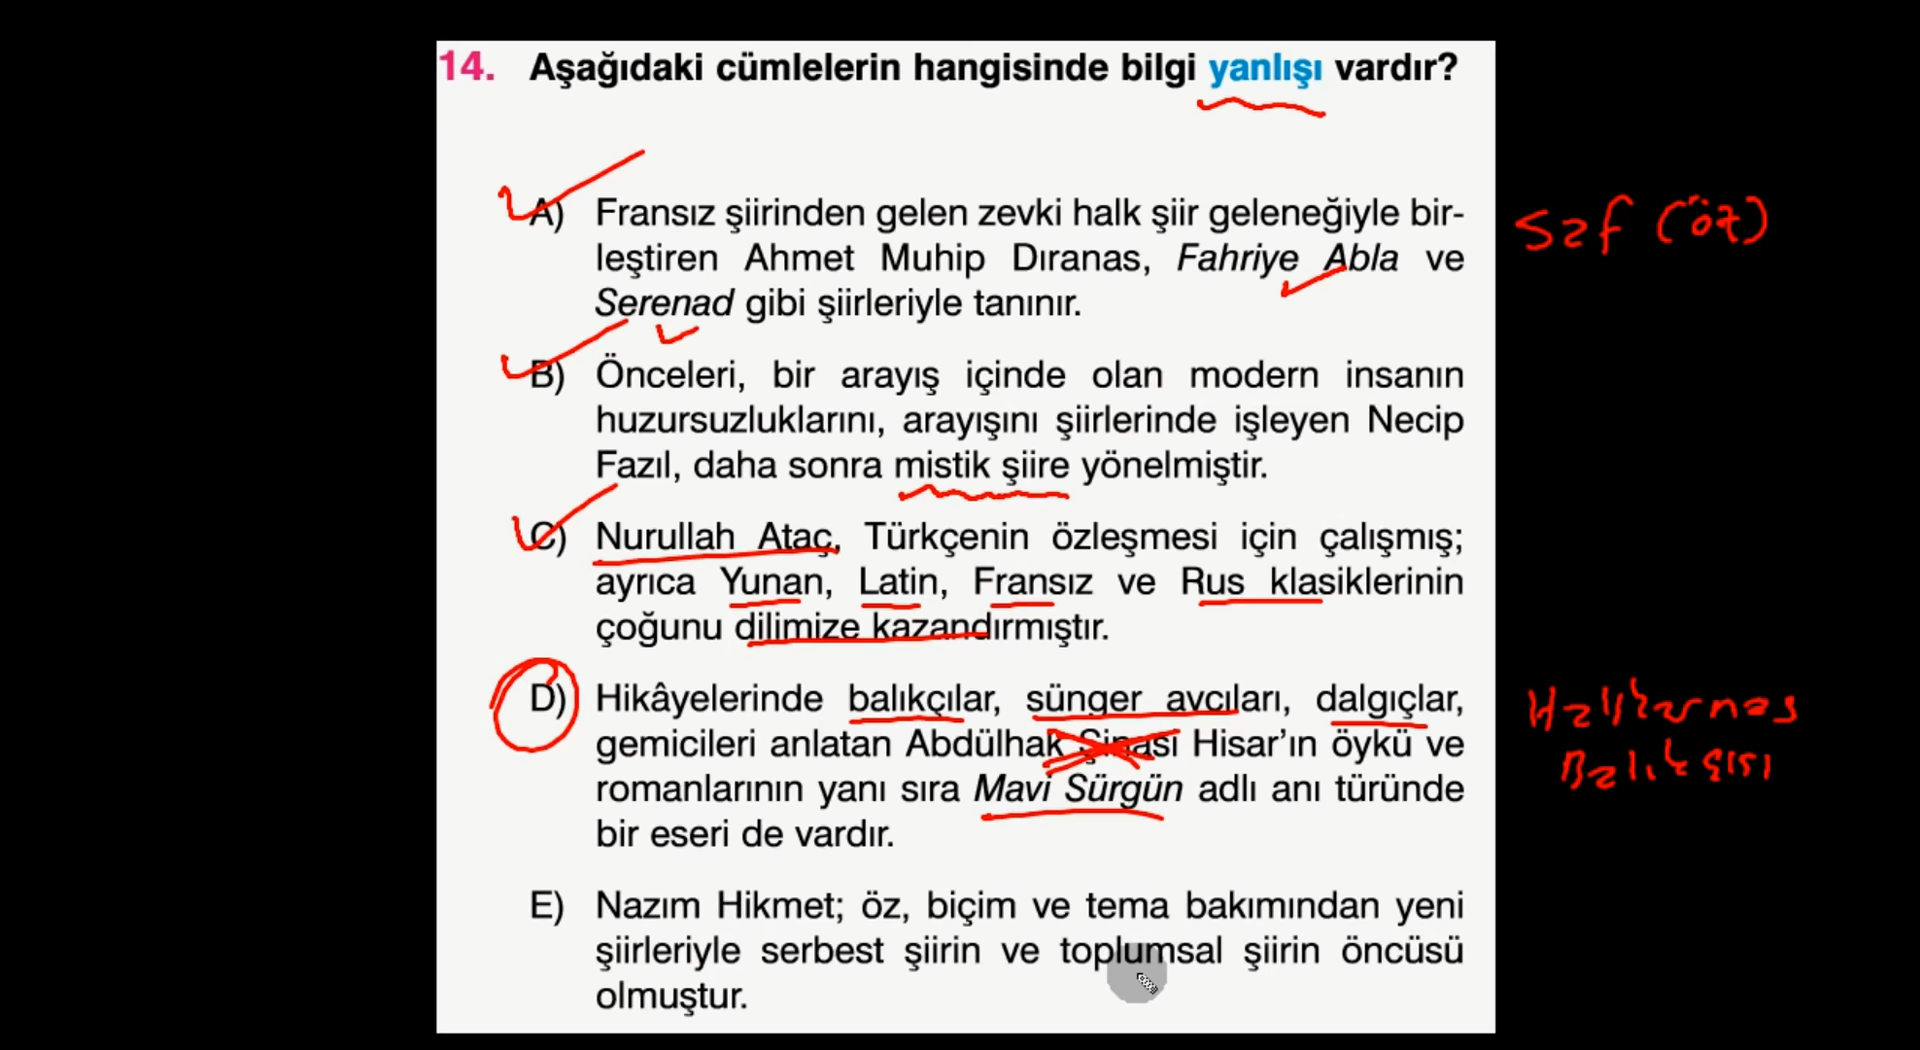 14. Aşağıdaki cümlelerin hangisinde bilgi yanlışı vardır?
A) Fransız şiirinden gelen zevki halk şiir geleneğiyle bir-
leştiren Ahmet Muhip Dıranas, Fahriye Abla ve
Serenad gibi şiirleriyle tanınır.
saf (öz)
B) Önceleri, bir arayış içinde olan modern insanın
huzursuzluklarını, arayışını şiirlerinde işleyen Necip
Fazıl, daha sonra mistik şiire yönelmiştir.
C) Nurullah Ataç, Türkçenin özleşmesi için çalışmış;
ayrıca Yunan, Latin, Fransız ve Rus klasiklerinin
çoğunu dilimize kazandırmıştır.
D) Hikâyelerinde balıkçılar, sünger avcıları, dalgıçlar,
gemicileri anlatan Abdülhak Şinasi Hisar'ın öykü ve
romanlarının yanı sıra Mavi Sürgün adlı anı türünde
bir eseri de vardır.
Halikarnas
Balıkçısı
E) Nazım Hikmet; öz, biçim ve tema bakımından yeni
şiirleriyle serbest şiirin ve toplumsal şiirin öncüsü
olmuştur.